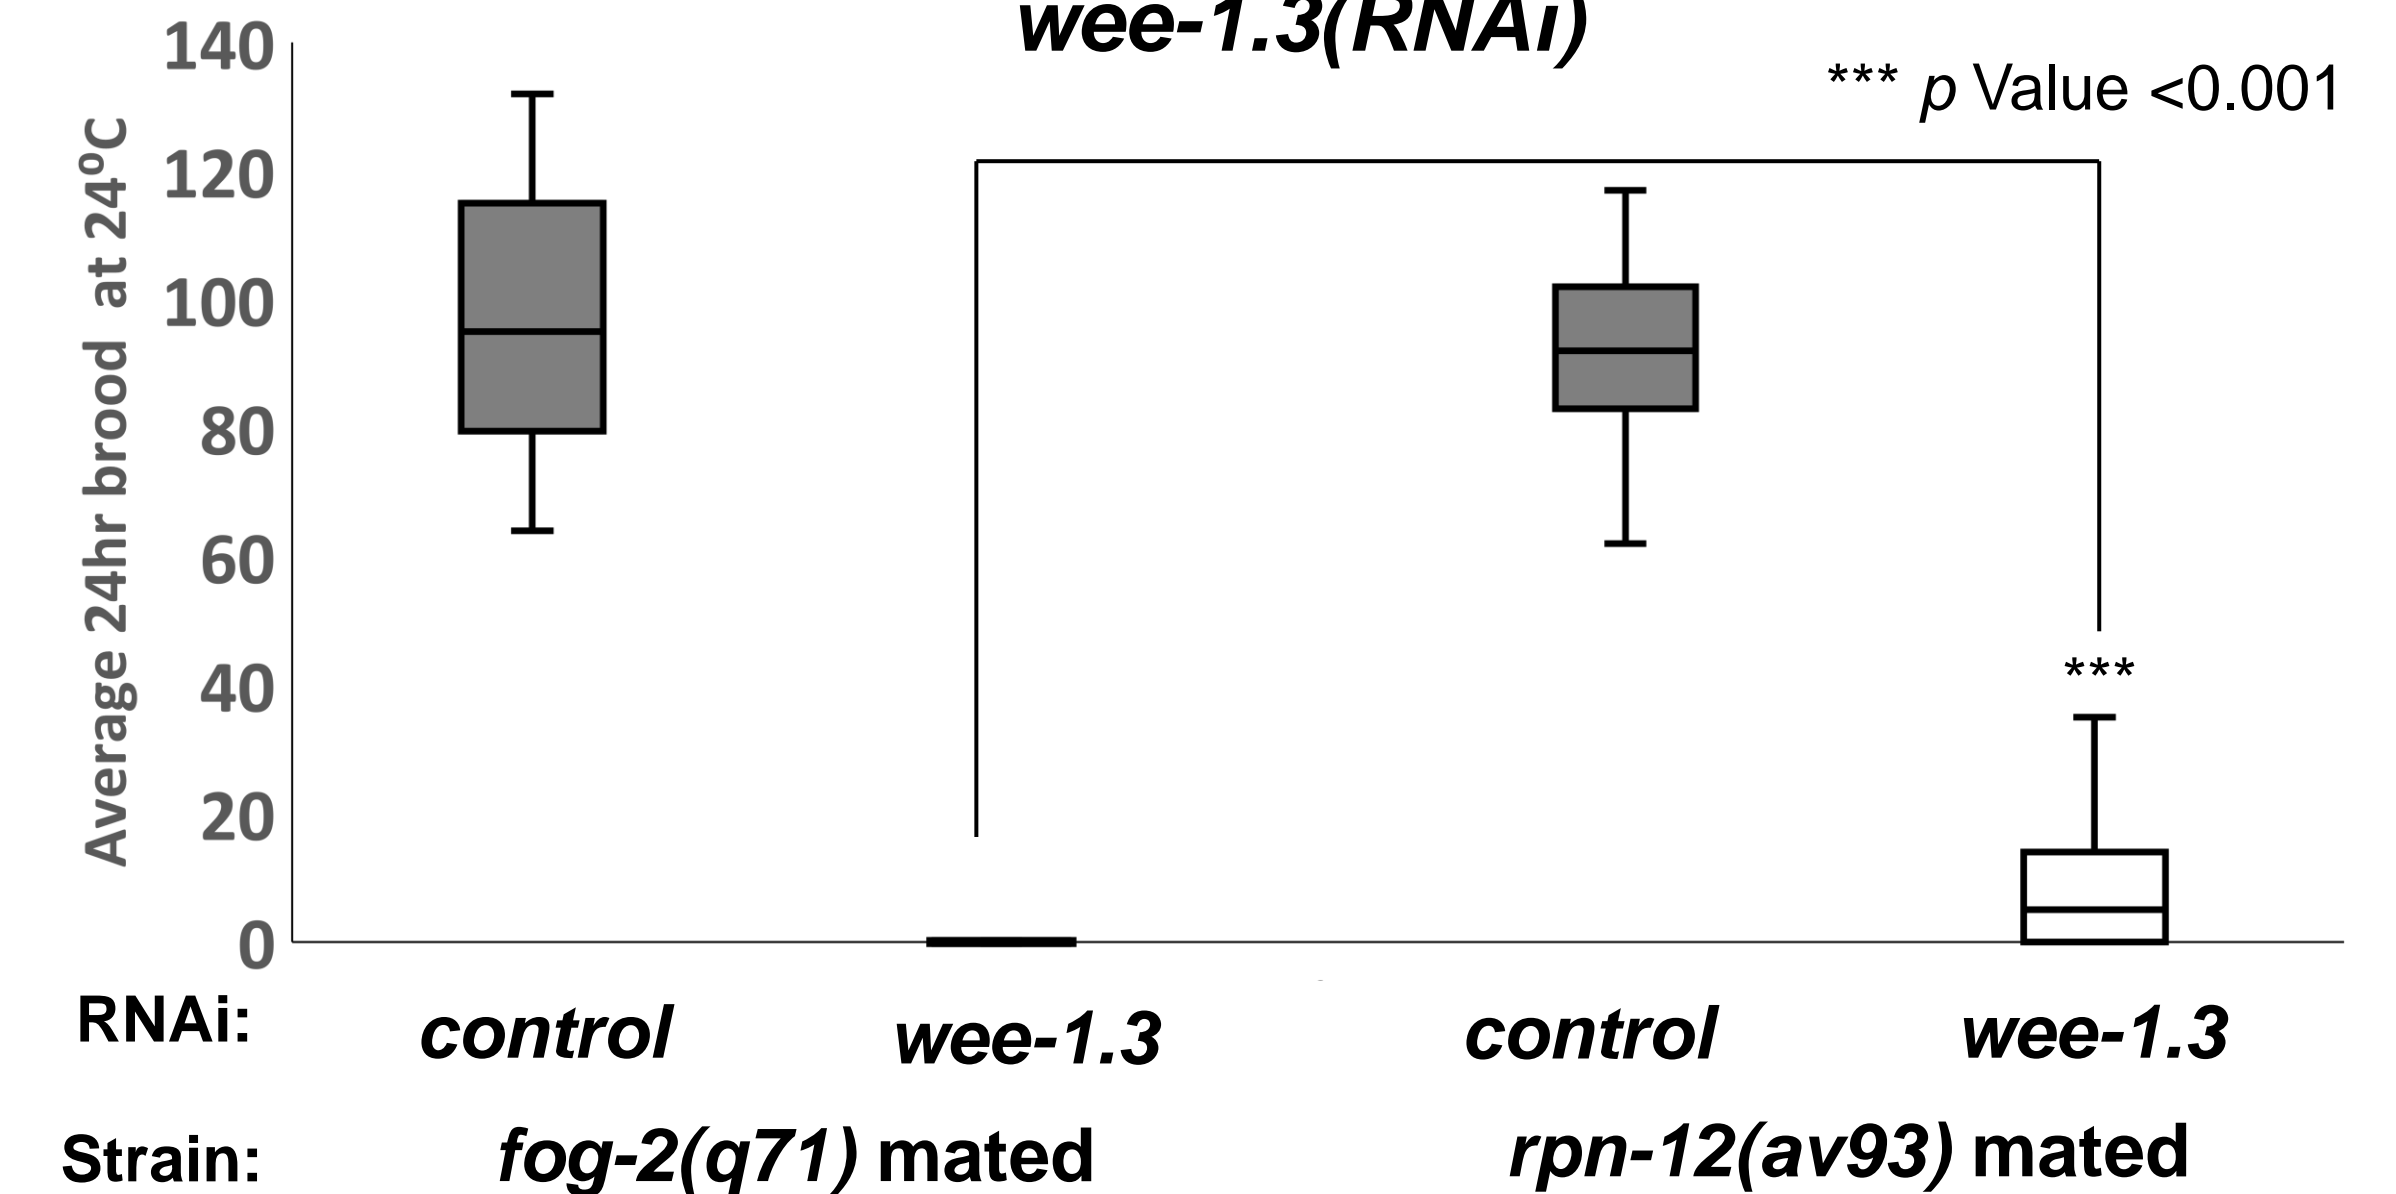 wee-1.3(RNAi)
*** p Value <0.001
Average 24hr brood at 24⁰C
140
120
100
80
60
40
20
0
***
RNAi: control wee-1.3 control wee-1.3
Strain: fog-2(q71) mated rpn-12(av93) mated